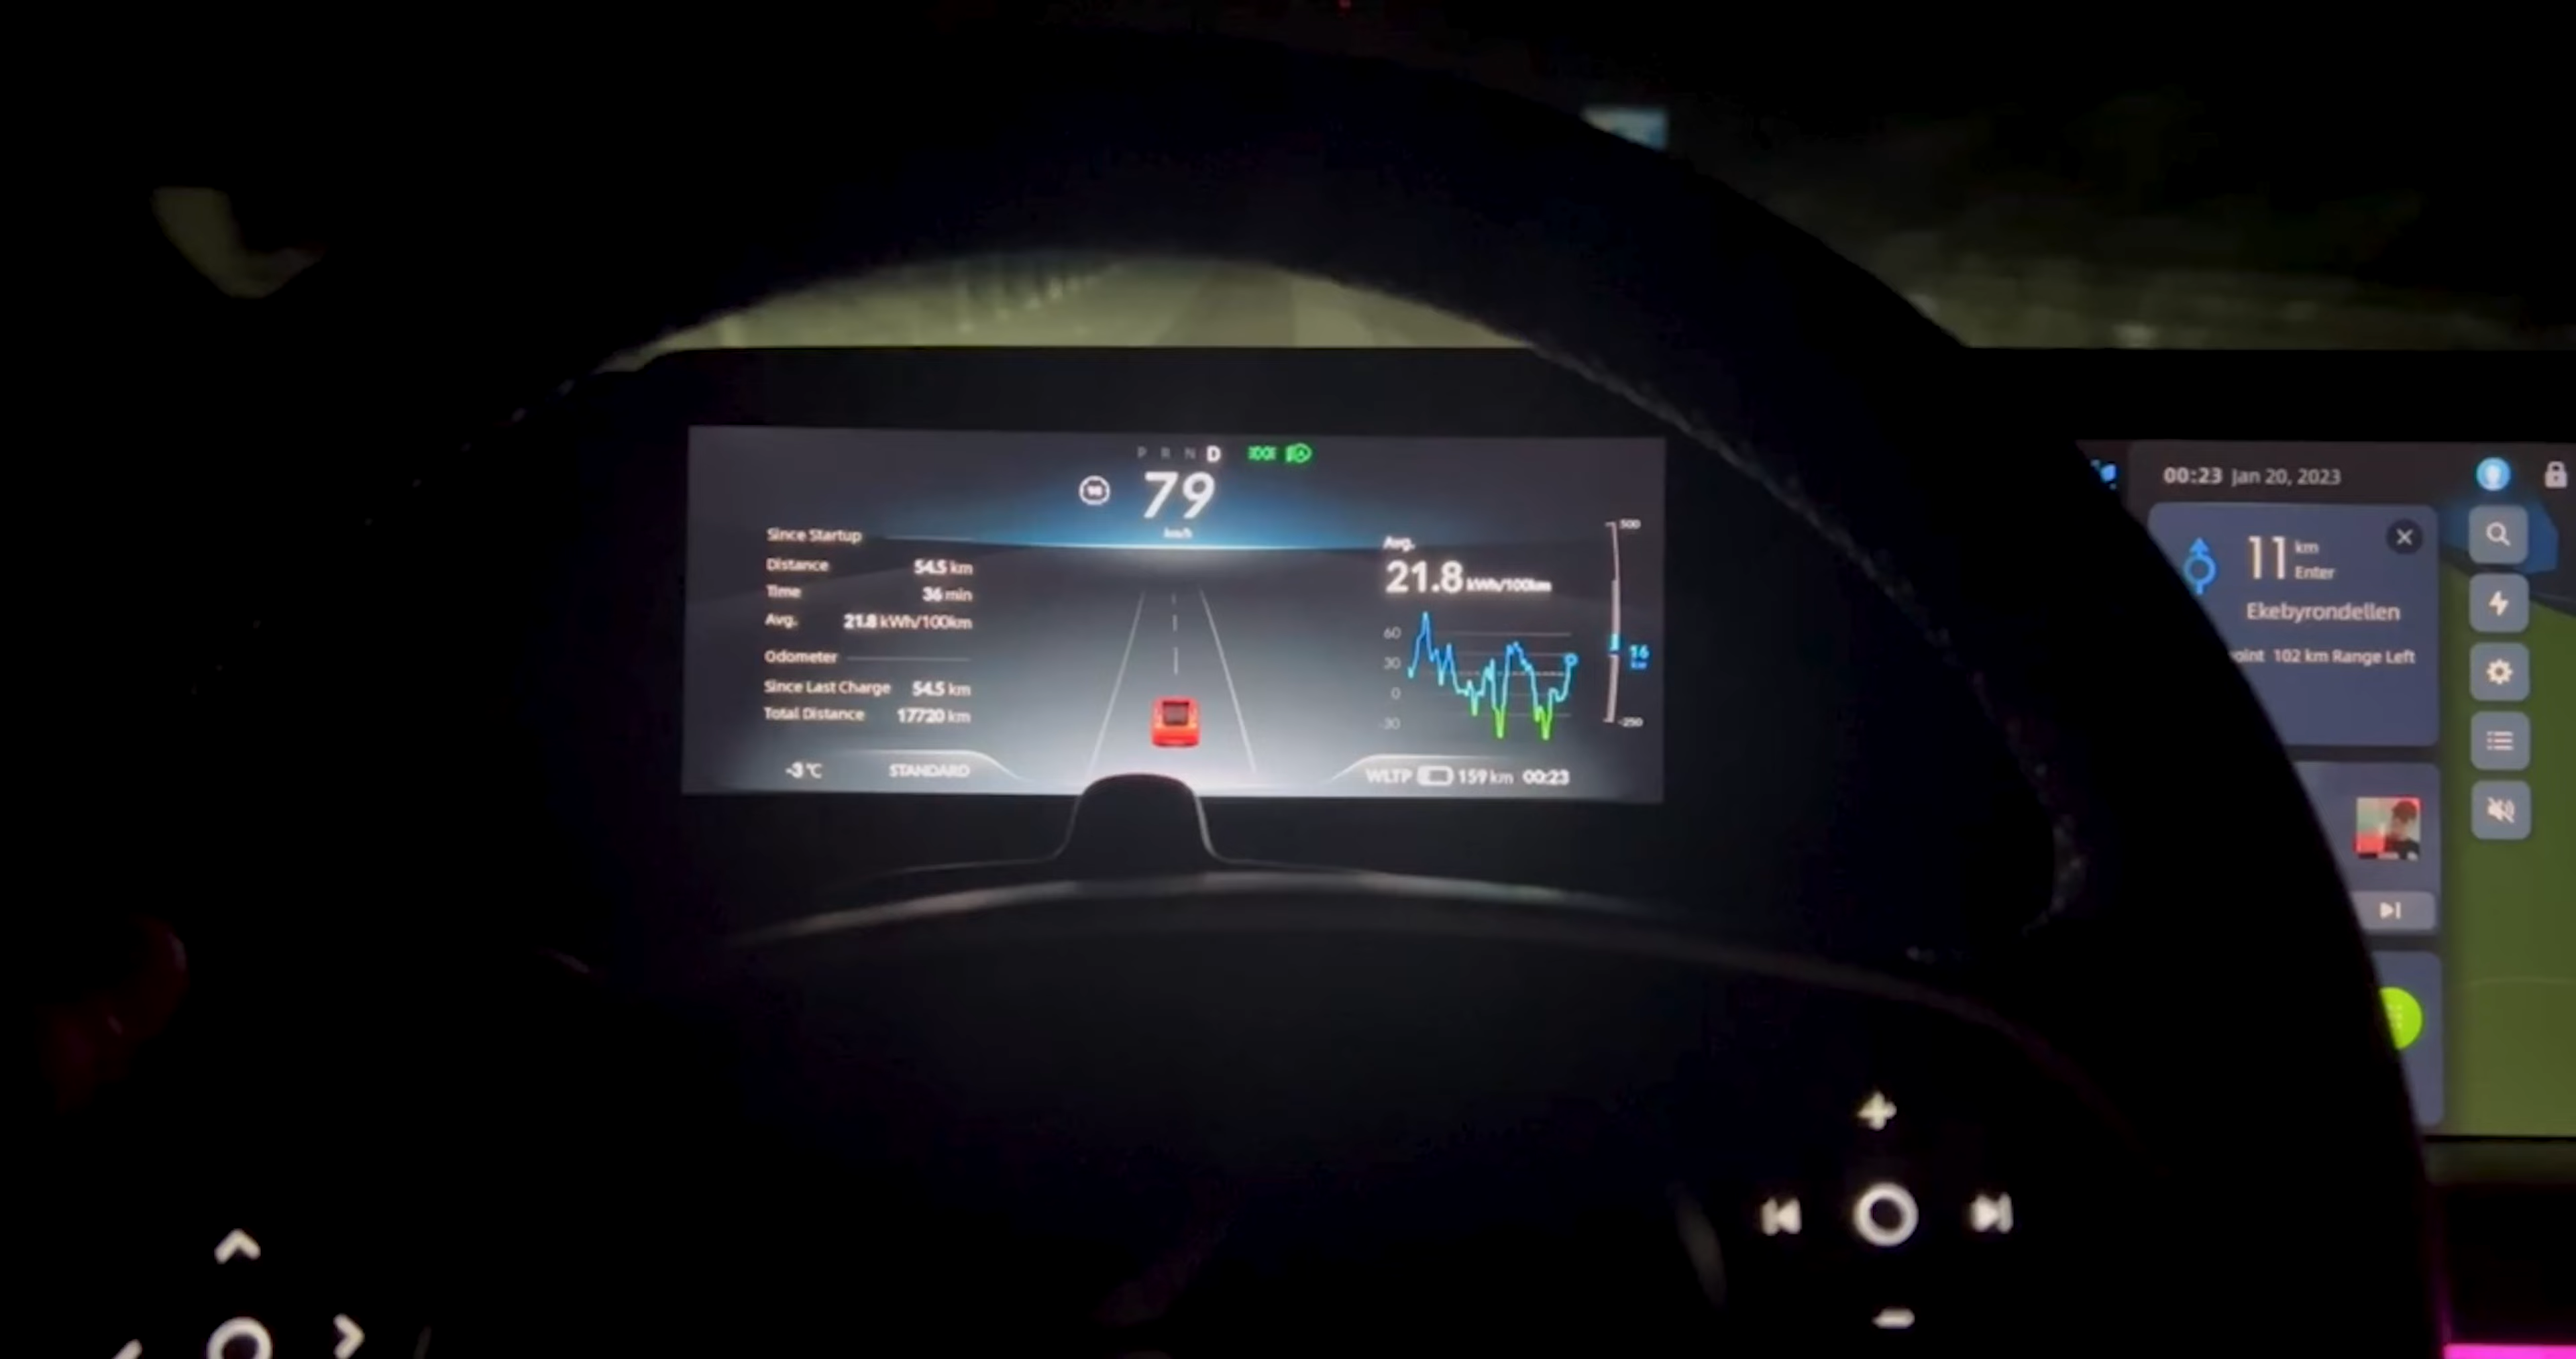 P R N D
79
km/h
Since Startup
Distance 54.5 km
Time 36 min
Avg. 21.8 kWh/100km
Odometer
Since Last Charge 54.5 km
Total Distance 17720 km
-3 °C STANDARD
Avg.
21.8 kWh/100km
60
30
0
-30
500
16
kW
-250
WLTP 159 km 00:23
00:23 Jan 20, 2023
11 km
Enter
Ekebyrondellen
oint 102 km Range Left